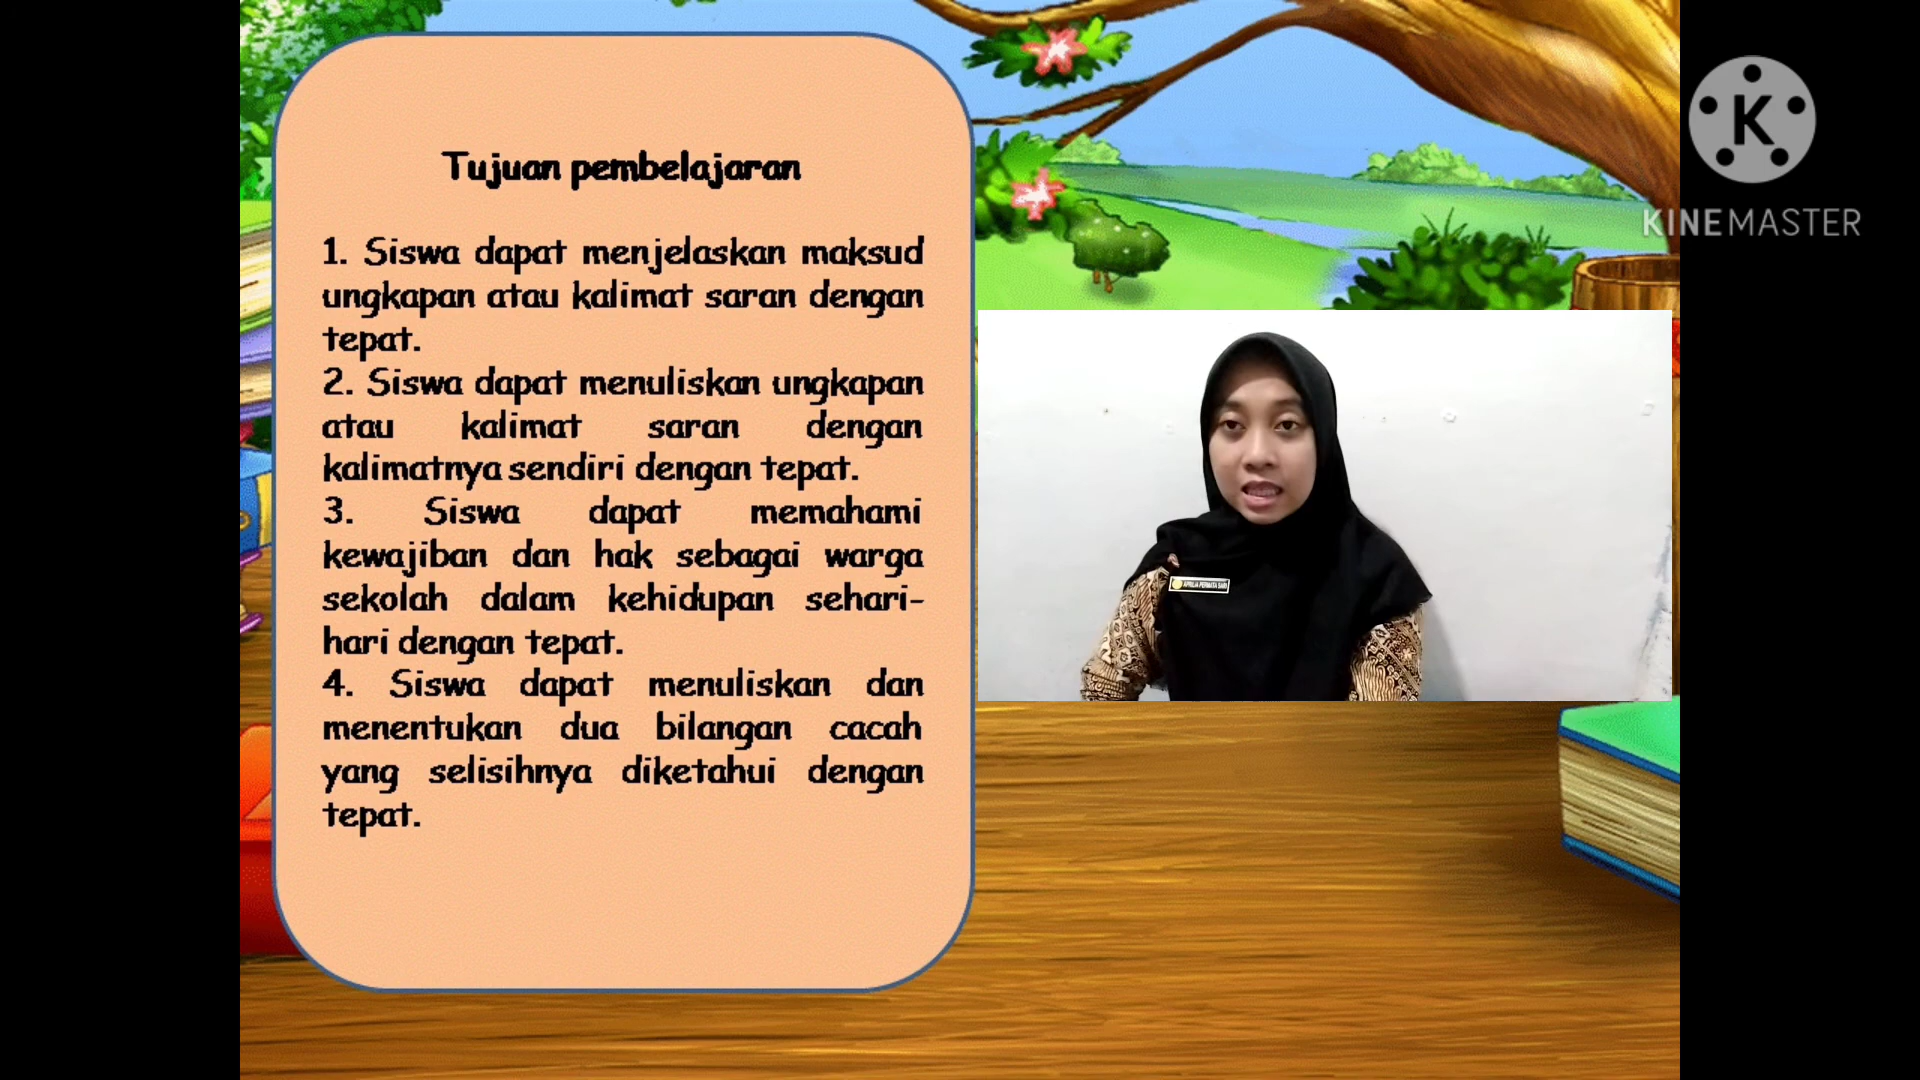 Tujuan pembelajaran
1. Siswa dapat menjelaskan maksud
ungkapan atau kalimat saran dengan
tepat.
2. Siswa dapat menuliskan ungkapan
atau kalimat saran dengan
kalimatnya sendiri dengan tepat.
3. Siswa dapat memahami
kewajiban dan hak sebagai warga
sekolah dalam kehidupan sehari-
hari dengan tepat.
4. Siswa dapat menuliskan dan
menentukan dua bilangan cacah
yang selisihnya diketahui dengan
tepat.
K
KINEMASTER
APRILIA PERMATA SARI